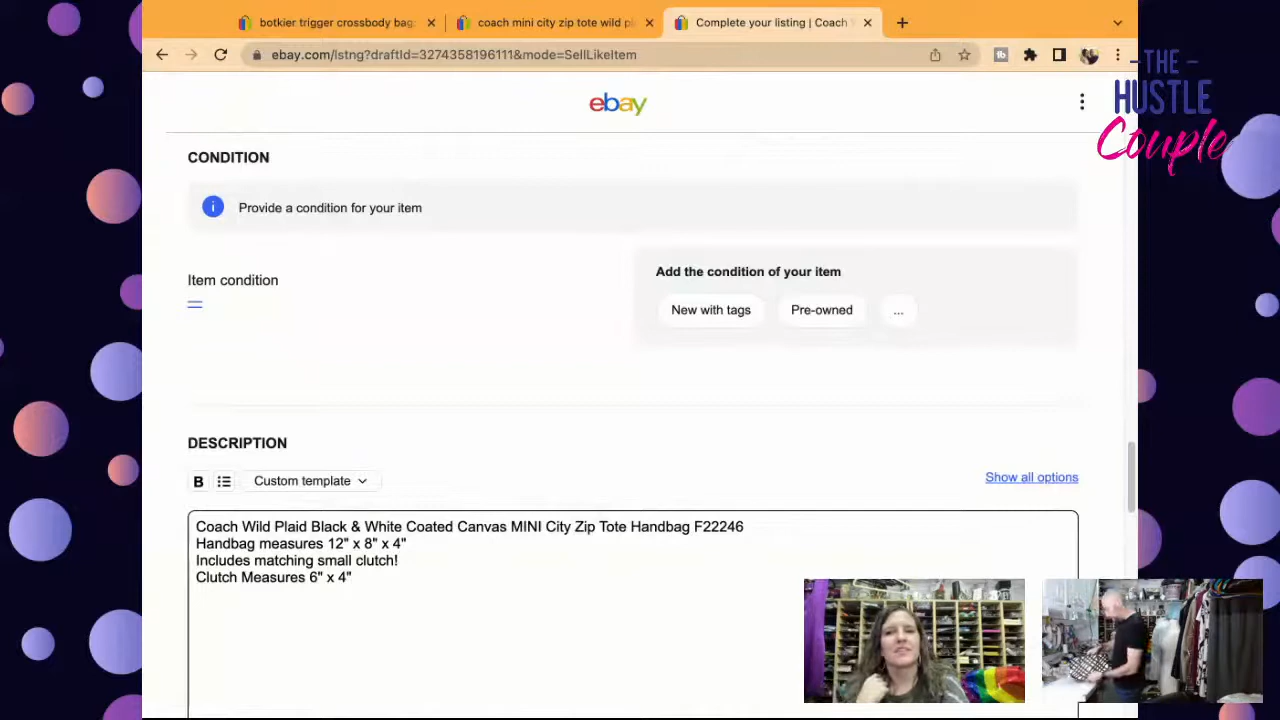 botkier trigger crossbody bag
coach mini city zip tote wild pl
Complete your listing | Coach
ebay.com/lstng?draftId=3274358196111&mode=SellLikeItem
THE
HUSTLE
Couple
ebay
CONDITION
Provide a condition for your item
Item condition
Add the condition of your item
New with tags
Pre-owned
...
DESCRIPTION
B
Custom template
Show all options
Coach Wild Plaid Black & White Coated Canvas MINI City Zip Tote Handbag F22246
Handbag measures 12" x 8" x 4"
Includes matching small clutch!
Clutch Measures 6" x 4"